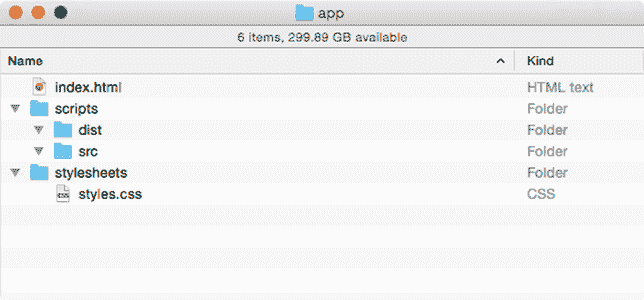 app
6 items, 299.89 GB available
Name Kind
index.html HTML text
scripts Folder
dist Folder
src Folder
stylesheets Folder
styles.css CSS